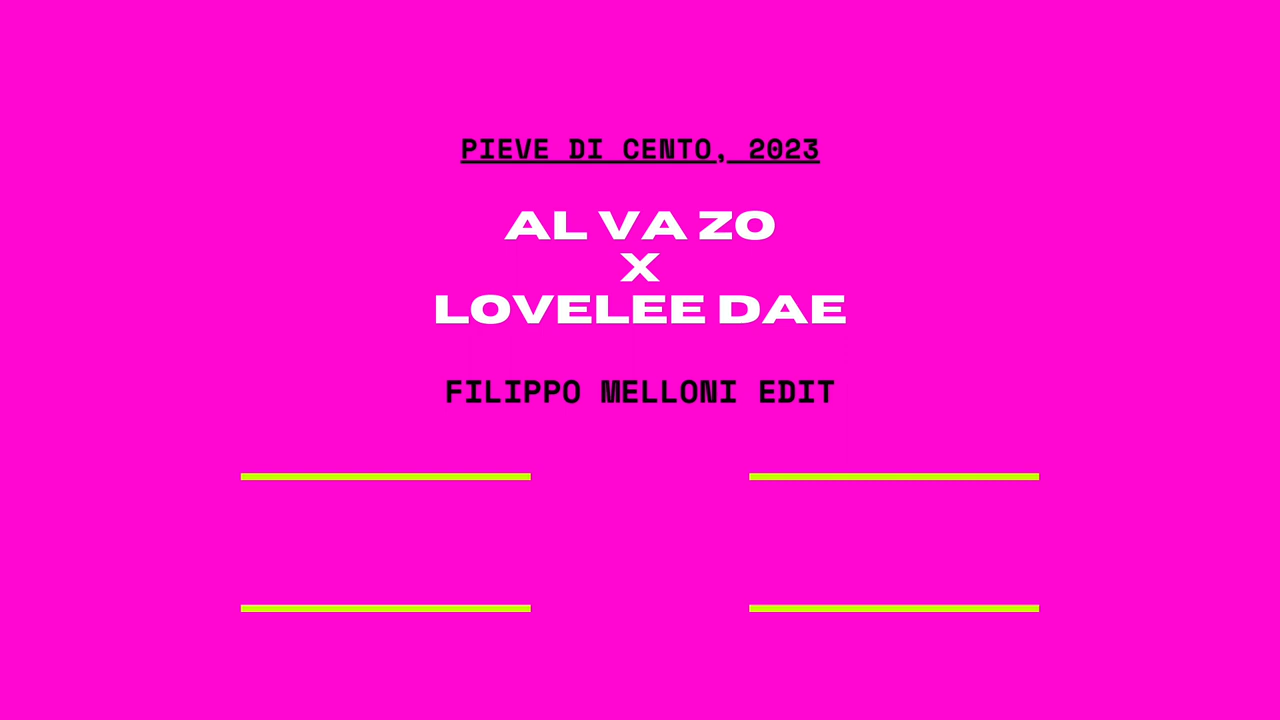 PIEVE DI CENTO, 2023
AL VA ZO
X
LOVELEE DAE
FILIPPO MELLONI EDIT